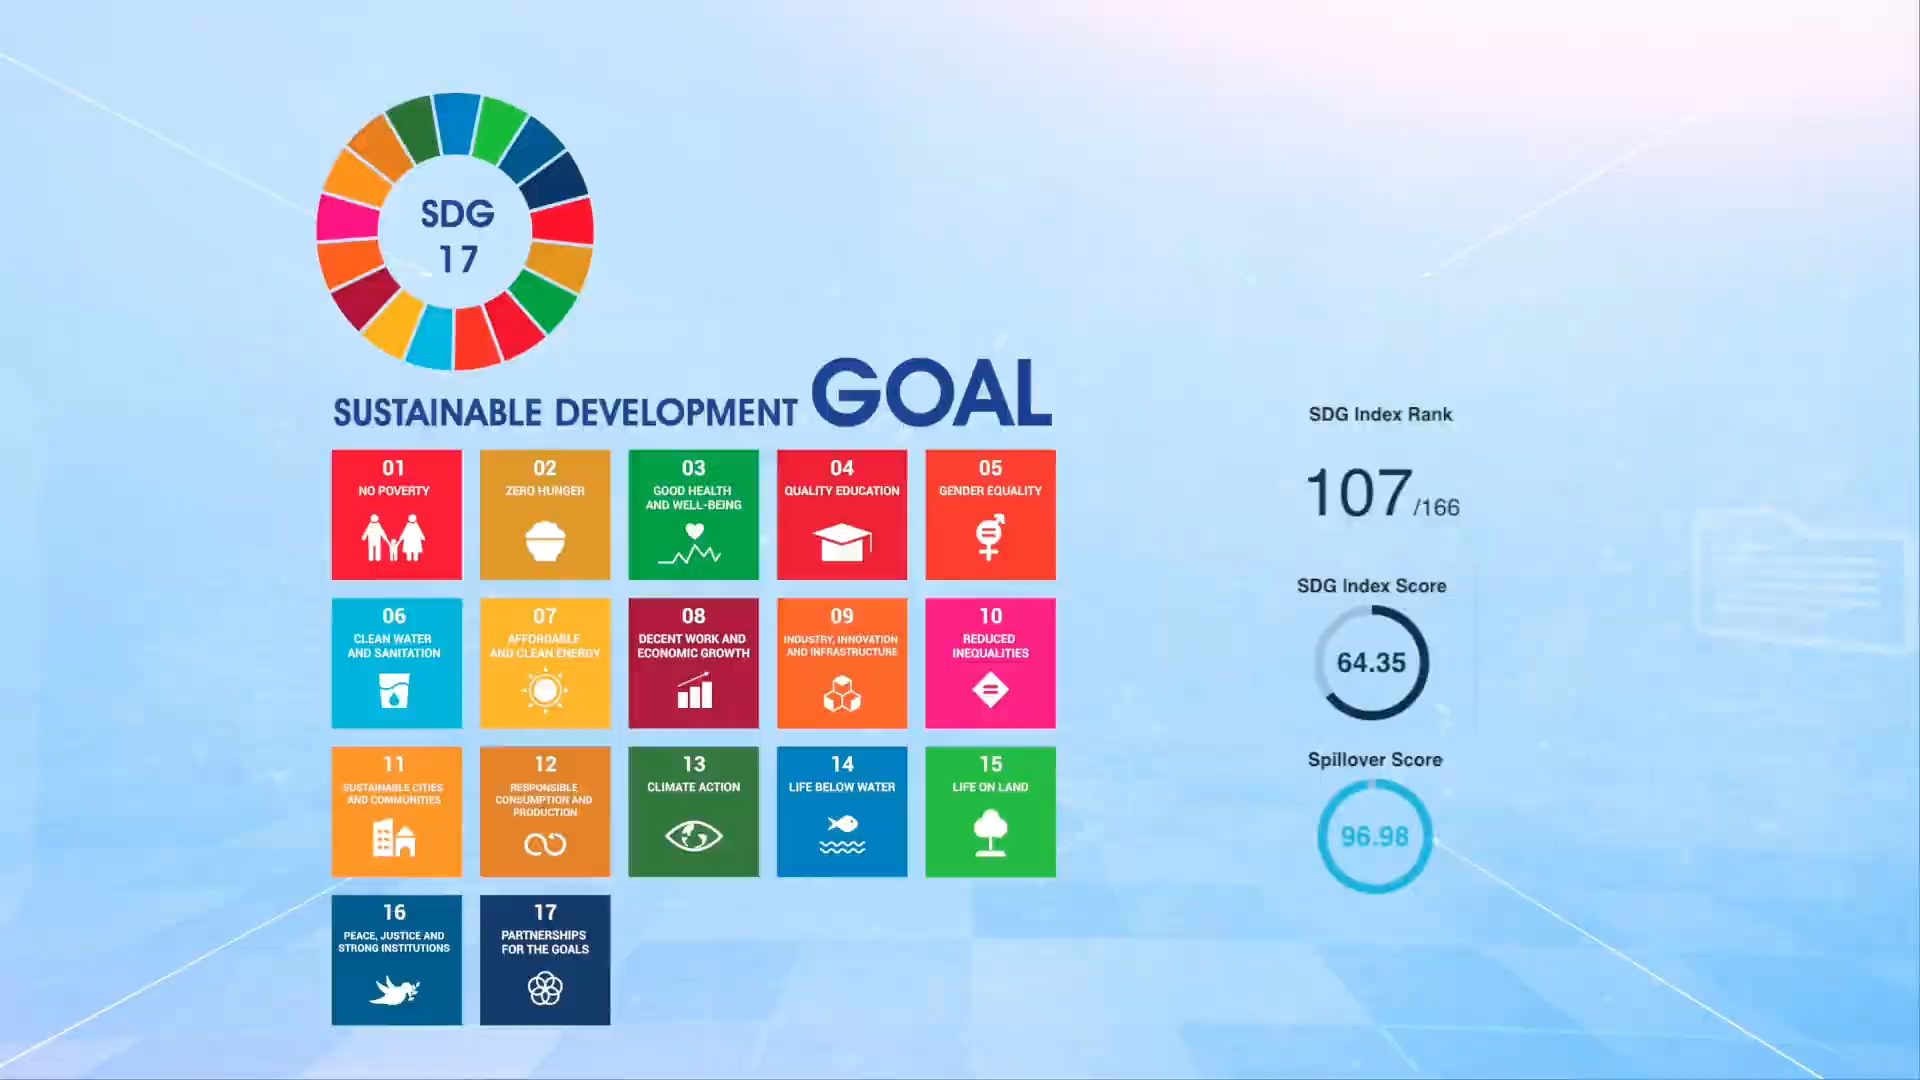 SDG
17
SUSTAINABLE DEVELOPMENT GOAL
01
NO POVERTY
02
ZERO HUNGER
03
GOOD HEALTH
AND WELL-BEING
04
QUALITY EDUCATION
05
GENDER EQUALITY
06
CLEAN WATER
AND SANITATION
07
AFFORDABLE
AND CLEAN ENERGY
08
DECENT WORK AND
ECONOMIC GROWTH
09
INDUSTRY, INNOVATION
AND INFRASTRUCTURE
10
REDUCED
INEQUALITIES
11
SUSTAINABLE CITIES
AND COMMUNITIES
12
RESPONSIBLE
CONSUMPTION AND
PRODUCTION
13
CLIMATE ACTION
14
LIFE BELOW WATER
15
LIFE ON LAND
16
PEACE, JUSTICE AND
STRONG INSTITUTIONS
17
PARTNERSHIPS
FOR THE GOALS
SDG Index Rank
107/166
SDG Index Score
64.35
Spillover Score
96.98